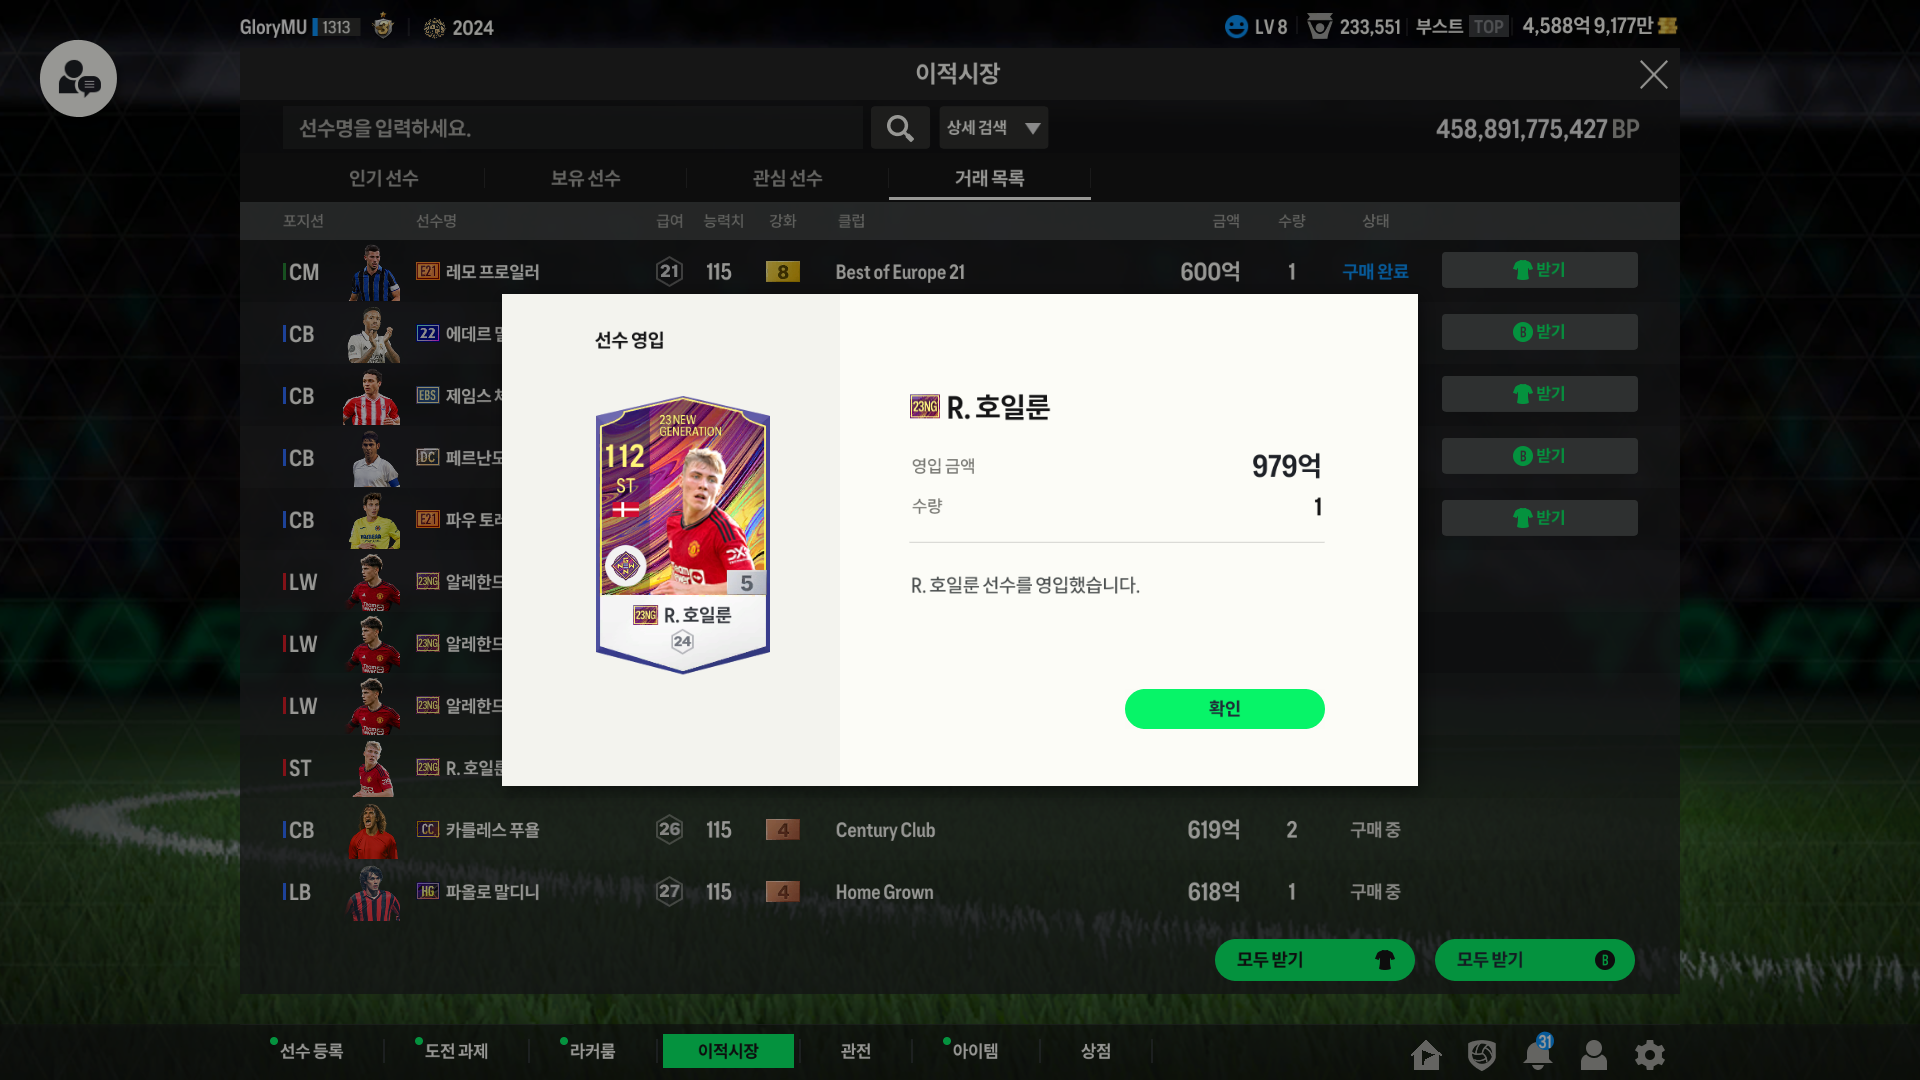 GloryMU 1313 3 2024 LV 8 233,551 부스트 TOP 4,588억 9,177만
이적시장
선수명을 입력하세요. 상세 검색 458,891,775,427 BP
인기 선수 보유 선수 관심 선수 거래 목록
포지션 선수명 급여 능력치 강화 클럽 금액 수량 상태
CM E21 레모 프로일러 21 115 8 Best of Europe 21 600억 1 구매 완료 받기
CB 22 에데르 B 받기
CB EBS 제임스 받기
CB DC 페르난도 B 받기
CB E21 파우 토레 받기
LW 23NG 알레한드
LW 23NG 알레한드
LW 23NG 알레한드
ST 23NG R. 호일룬
CB CC 카를레스 푸욜 26 115 4 Century Club 619억 2 구매 중
LB HG 파올로 말디니 27 115 4 Home Grown 618억 1 구매 중
선수 영입
23 NEW
GENERATION
112
ST
5
23NG R. 호일룬
24
23NG R. 호일룬
영입 금액 979억
수량 1
R. 호일룬 선수를 영입했습니다.
확인
모두 받기 모두 받기 B
선수 등록 도전 과제 라커룸 이적시장 관전 아이템 상점 31